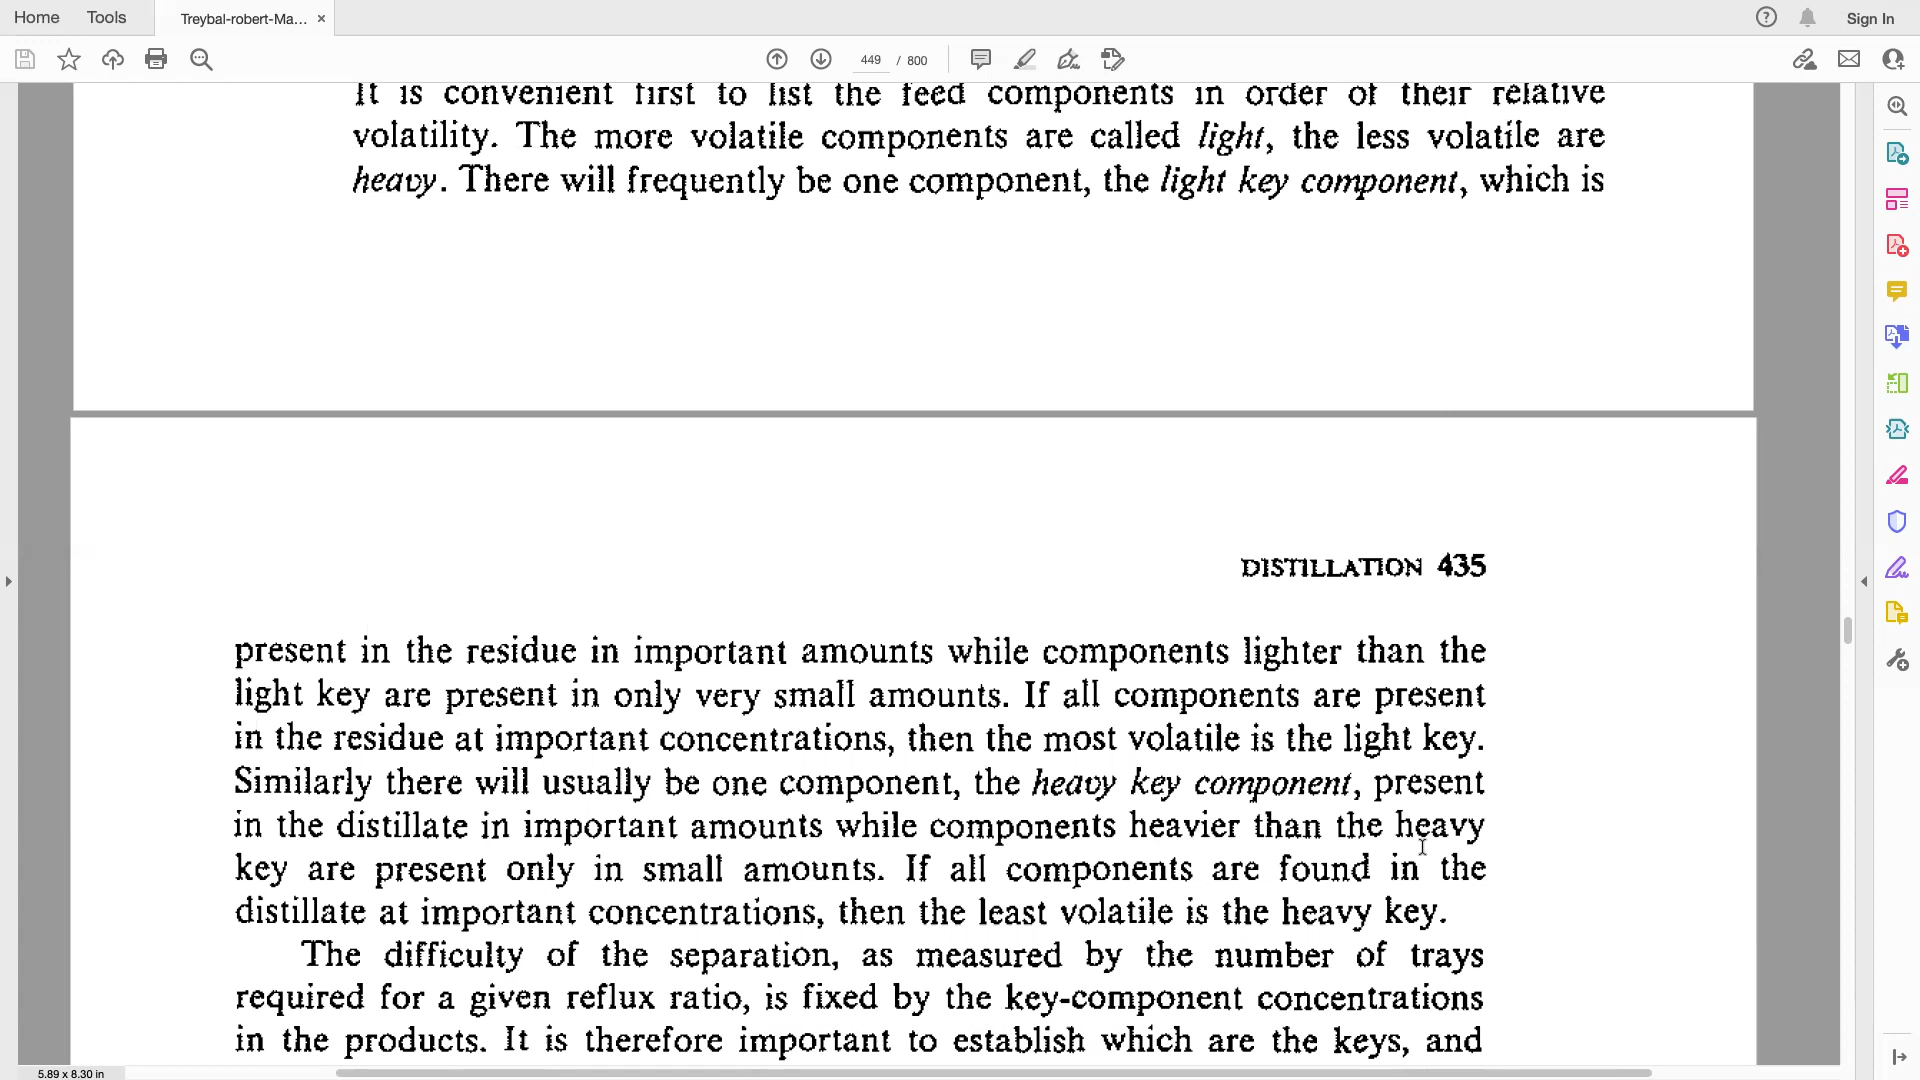 Home Tools Treybal-robert-Ma... × Sign In
449 / 800
It is convenient first to list the feed components in order of their relative
volatility. The more volatile components are called light, the less volatile are
heavy. There will frequently be one component, the light key component, which is
DISTILLATION 435
present in the residue in important amounts while components lighter than the
light key are present in only very small amounts. If all components are present
in the residue at important concentrations, then the most volatile is the light key.
Similarly there will usually be one component, the heavy key component, present
in the distillate in important amounts while components heavier than the heavy
key are present only in small amounts. If all components are found in the
distillate at important concentrations, then the least volatile is the heavy key.
The difficulty of the separation, as measured by the number of trays
required for a given reflux ratio, is fixed by the key-component concentrations
in the products. It is therefore important to establish which are the keys, and
5.89 x 8.30 in